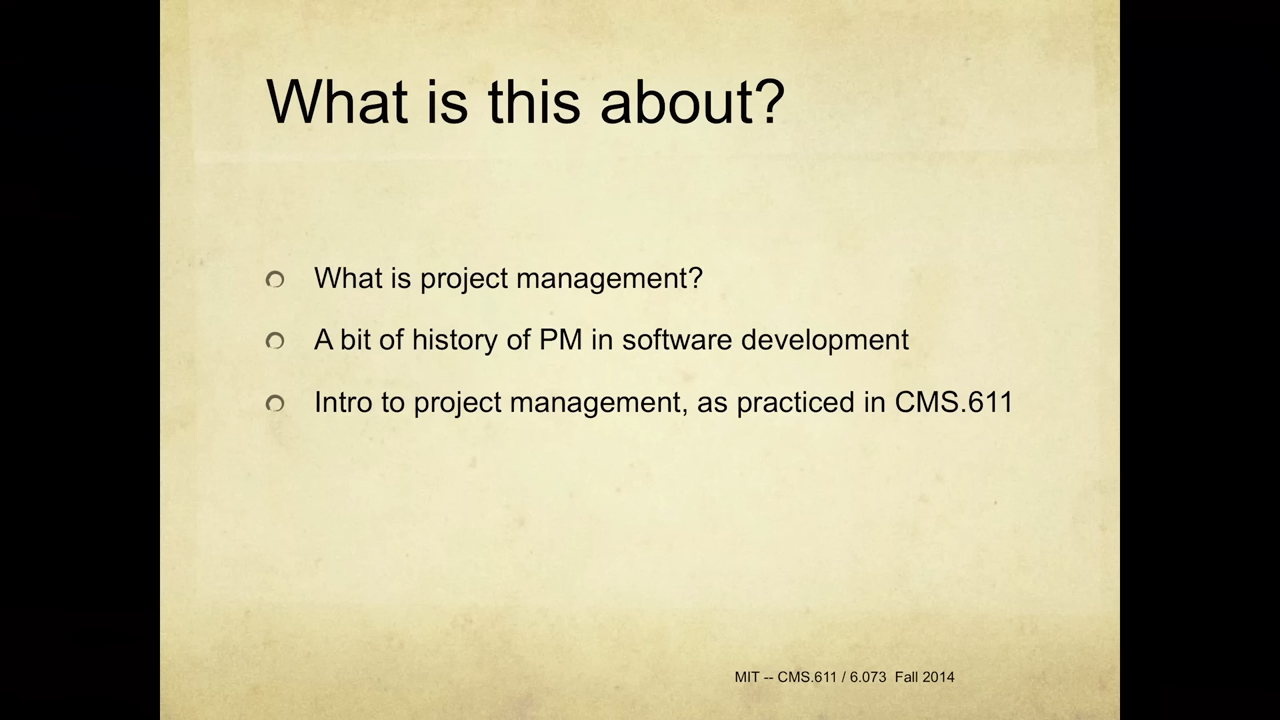 What is this about?
What is project management?
A bit of history of PM in software development
Intro to project management, as practiced in CMS.611
MIT -- CMS.611 / 6.073 Fall 2014